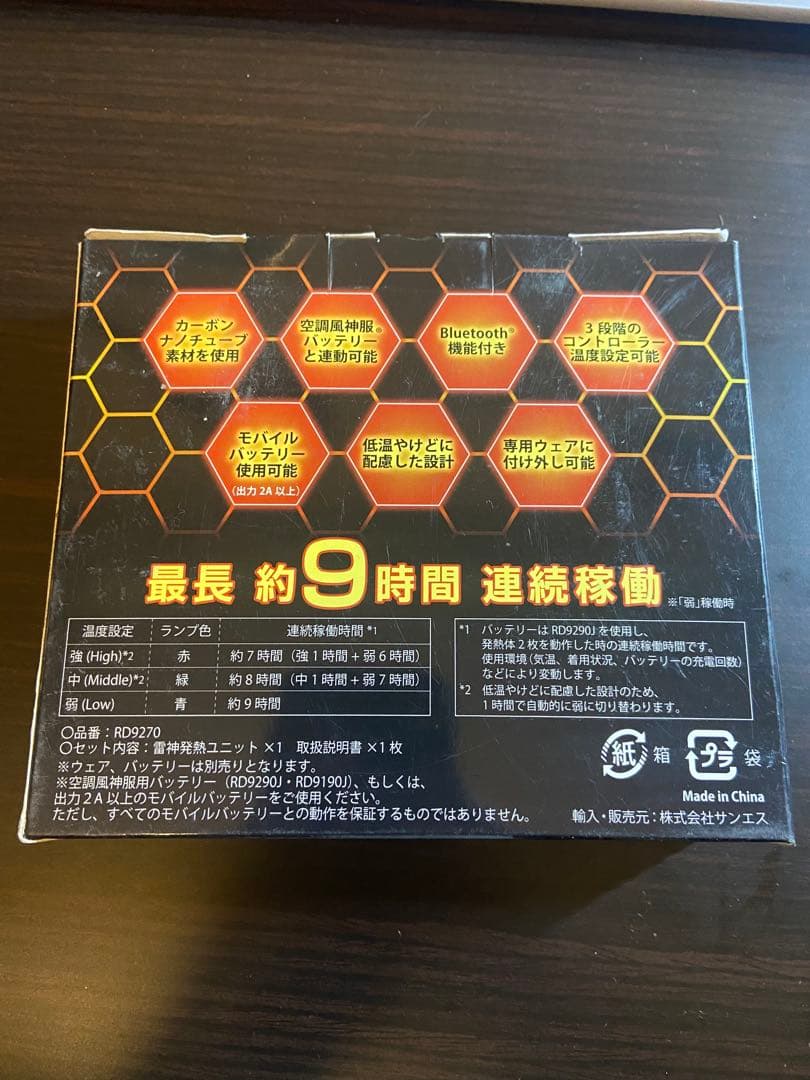 カーボン
ナノチューブ
素材を使用
空調風神服®
バッテリー
と連動可能
Bluetooth®
機能付き
3段階の
コントローラー
温度設定可能
モバイル
バッテリー
使用可能
（出力2A以上）
低温やけどに
配慮した設計
専用ウェアに
付け外し可能
最長 約9時間 連続稼働 ※「弱」稼働時
温度設定 ランプ色 連続稼働時間 *1
強 (High)*2 赤 約7時間（強1時間+弱6時間）
中 (Middle)*2 緑 約8時間（中1時間+弱7時間）
弱 (Low) 青 約9時間
*1 バッテリーはRD9290Jを使用し、
発熱体2枚を動作した時の連続稼働時間です。
使用環境（気温、着用状況、バッテリーの充電回数）
などにより変動します。
*2 低温やけどに配慮した設計のため、
1時間で自動的に弱に切り替わります。
〇品番：RD9270
〇セット内容：雷神発熱ユニット ×1 取扱説明書 ×1枚
※ウェア、バッテリーは別売りとなります。
※空調風神服用バッテリー（RD9290J・RD9190J）、もしくは、
出力2A以上のモバイルバッテリーをご使用ください。
ただし、すべてのモバイルバッテリーとの動作を保証するものではありません。
紙 箱 プラ 袋
Made in China
輸入・販売元：株式会社サンエス